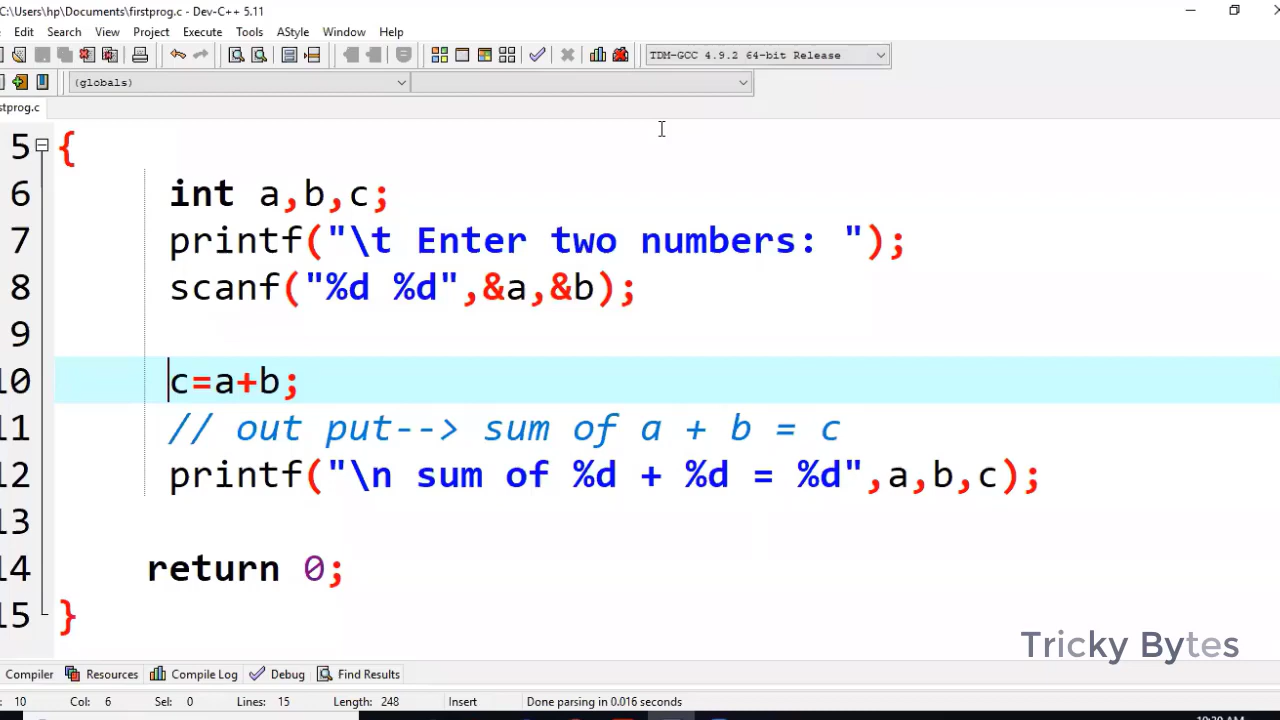 C:\Users\hp\Documents\firstprog.c - Dev-C++ 5.11
Edit Search View Project Execute Tools AStyle Window Help
TDM-GCC 4.9.2 64-bit Release
(globals)
stprog.c
5 {
6 int a,b,c;
7 printf("\t Enter two numbers: ");
8 scanf("%d %d",&a,&b);
9
10 c=a+b;
11 // out put--> sum of a + b = c
12 printf("\n sum of %d + %d = %d",a,b,c);
13
14 return 0;
15 }
Tricky Bytes
Compiler Resources Compile Log Debug Find Results
: 10 Col: 6 Sel: 0 Lines: 15 Length: 248 Insert Done parsing in 0.016 seconds